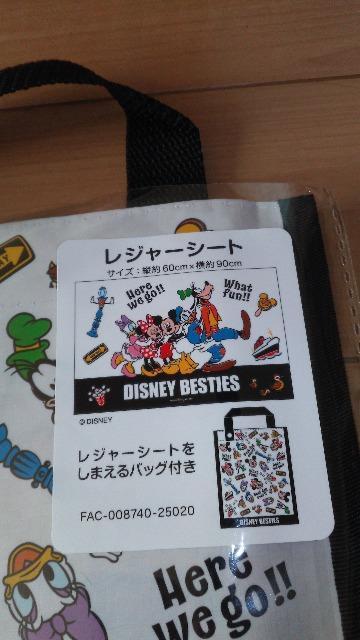 レジャーシート
サイズ：縦約60cm×横約90cm
Here
we go!!
What
fun!!
DISNEY BESTIES
© DISNEY
レジャーシートを
しまえるバッグ付き
FAC-008740-25020
DISNEY BESTIES
Here
we go!!